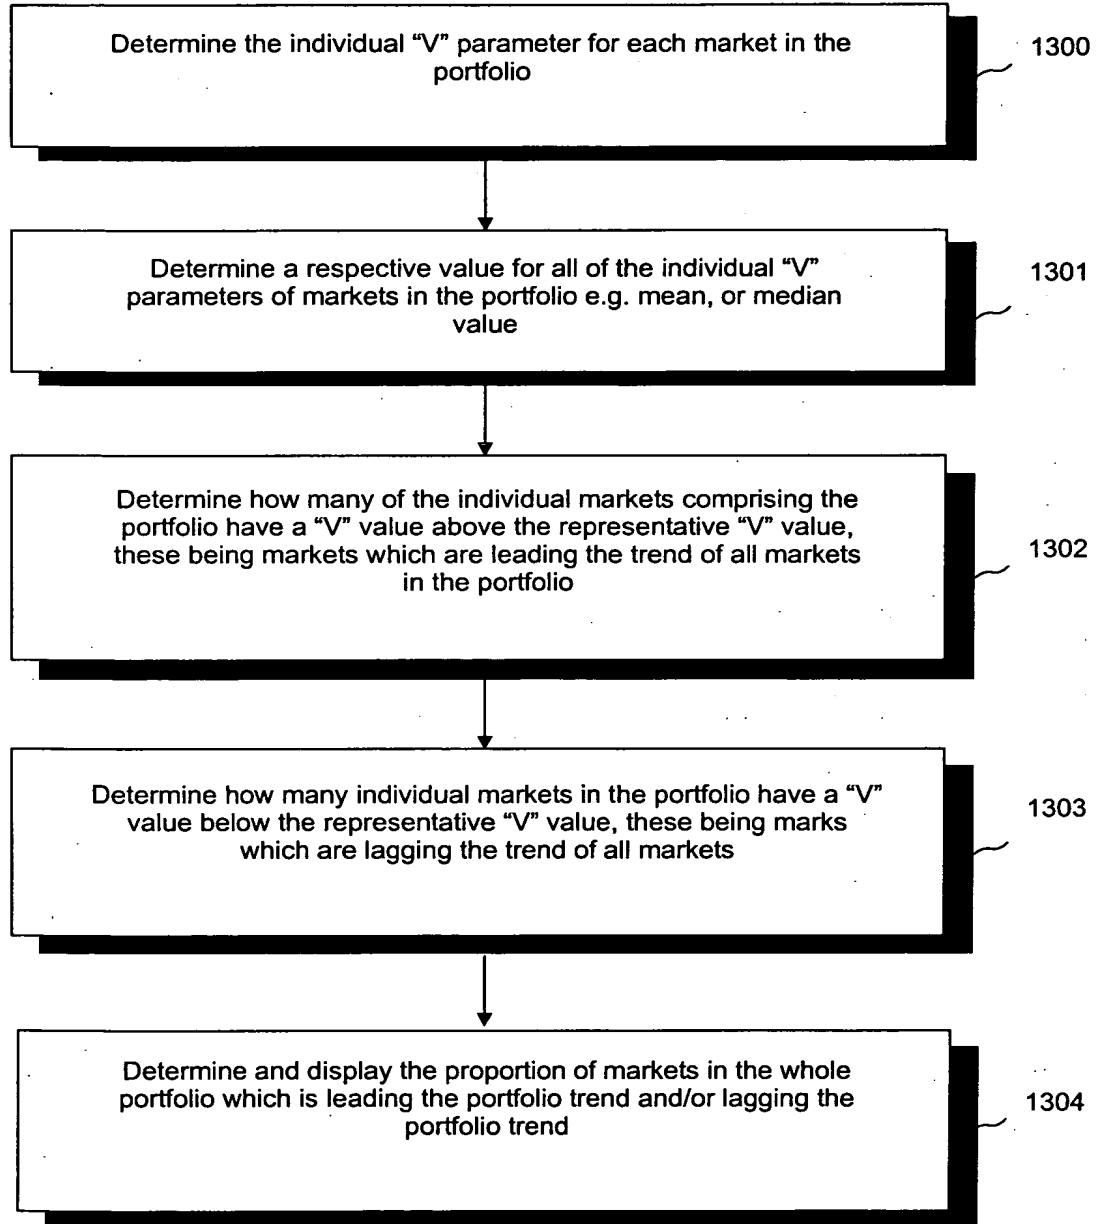 Determine the individual “V” parameter for each market in the
portfolio
1300
Determine a respective value for all of the individual “V”
parameters of markets in the portfolio e.g. mean, or median
value
1301
Determine how many of the individual markets comprising the
portfolio have a “V” value above the representative “V” value,
these being markets which are leading the trend of all markets
in the portfolio
1302
Determine how many individual markets in the portfolio have a “V”
value below the representative “V” value, these being marks
which are lagging the trend of all markets
1303
Determine and display the proportion of markets in the whole
portfolio which is leading the portfolio trend and/or lagging the
portfolio trend
1304